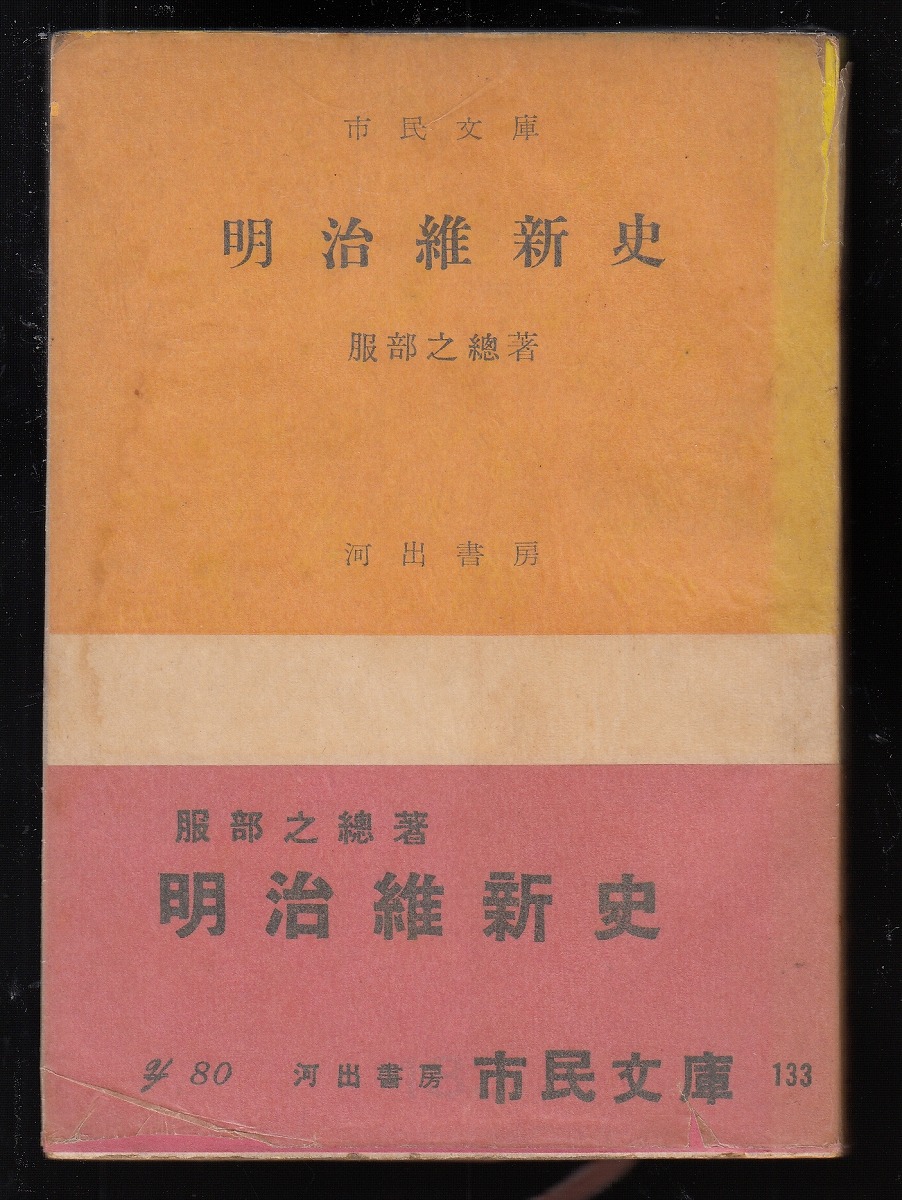 市民文庫
明治維新史
服部之總著
河出書房
服部之總著
明治維新史
¥ 80 河出書房 市民文庫 133